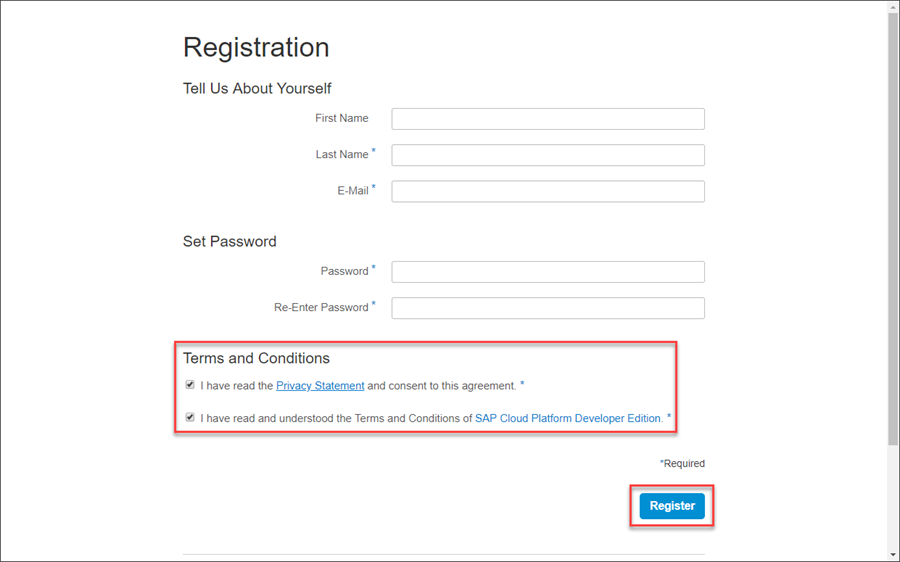 Registration
Tell Us About Yourself
First Name
Last Name *
E-Mail *
Set Password
Password *
Re-Enter Password *
Terms and Conditions
I have read the Privacy Statement and consent to this agreement. *
I have read and understood the Terms and Conditions of SAP Cloud Platform Developer Edition. *
*Required
Register